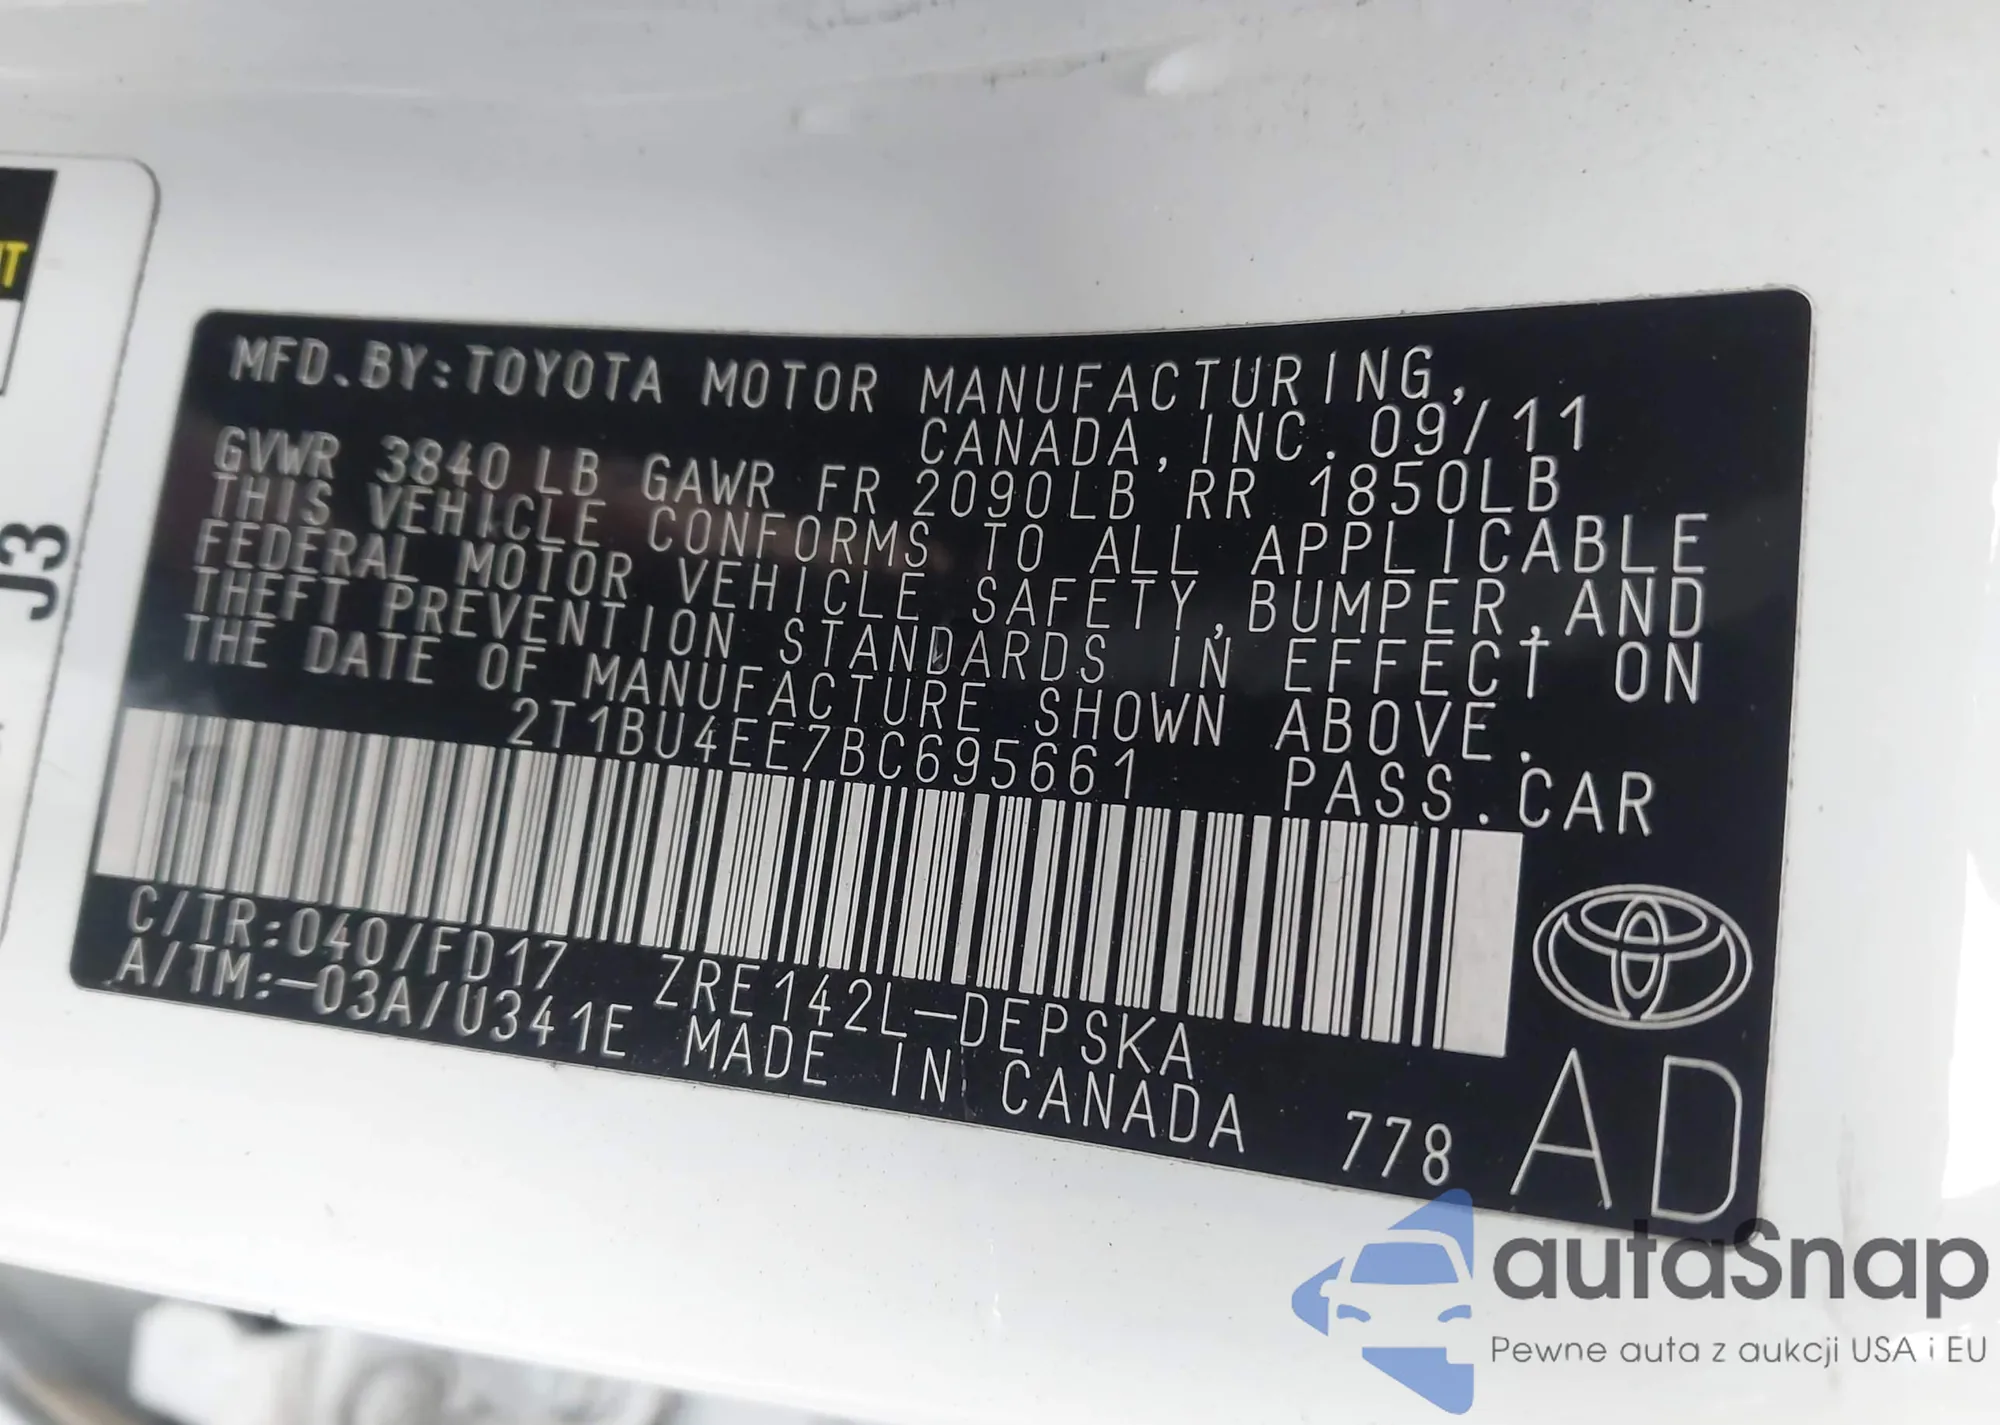 MFD.BY:TOYOTA MOTOR MANUFACTURING,
CANADA, INC. 09/11
GVWR 3840 LB GAWR FR 2090LB RR 1850LB
THIS VEHICLE CONFORMS TO ALL APPLICABLE
FEDERAL MOTOR VEHICLE SAFETY, BUMPER, AND
THEFT PREVENTION STANDARDS IN EFFECT ON
THE DATE OF MANUFACTURE SHOWN ABOVE.
2T1BU4EE7BC695661 PASS.CAR
C/TR:040/FD17 ZRE142L-DEPSKA
A/TM:-03A/U341E MADE IN CANADA 778 AD
J3
autaSnap
Pewne auta z aukcji USA i EU